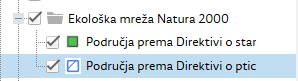 Ekološka mreža Natura 2000
Područja prema Direktivi o star
Područja prema Direktivi o ptic